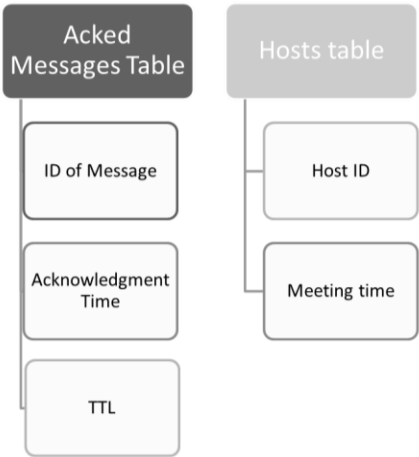 Acked
Messages Table
ID of Message
Acknowledgment
Time
TTL
Hosts table
Host ID
Meeting time